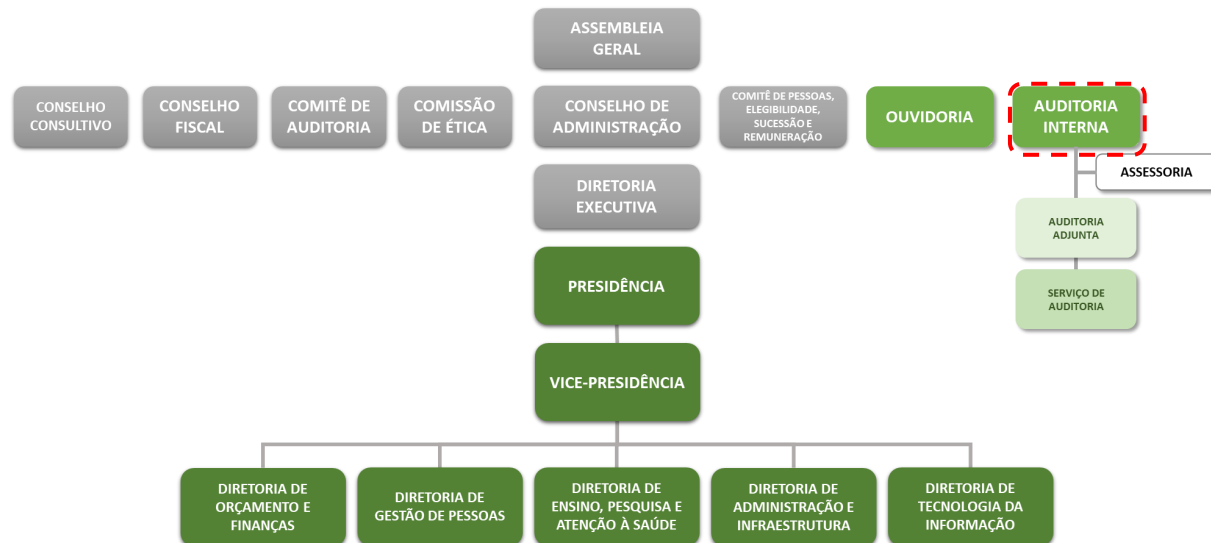 ASSEMBLEIA
GERAL
CONSELHO
CONSULTIVO
CONSELHO
FISCAL
COMITÊ DE
AUDITORIA
COMISSÃO
DE ÉTICA
CONSELHO DE
ADMINISTRAÇÃO
COMITÊ DE PESSOAS,
ELEGIBILIDADE,
SUCESSÃO E
REMUNERAÇÃO
OUVIDORIA
AUDITORIA
INTERNA
ASSESSORIA
DIRETORIA
EXECUTIVA
AUDITORIA
ADJUNTA
PRESIDÊNCIA
SERVIÇO DE
AUDITORIA
VICE-PRESIDÊNCIA
DIRETORIA DE
ORÇAMENTO E
FINANÇAS
DIRETORIA DE
GESTÃO DE PESSOAS
DIRETORIA DE
ENSINO, PESQUISA E
ATENÇÃO À SAÚDE
DIRETORIA DE
ADMINISTRAÇÃO E
INFRAESTRUTURA
DIRETORIA DE
TECNOLOGIA DA
INFORMAÇÃO